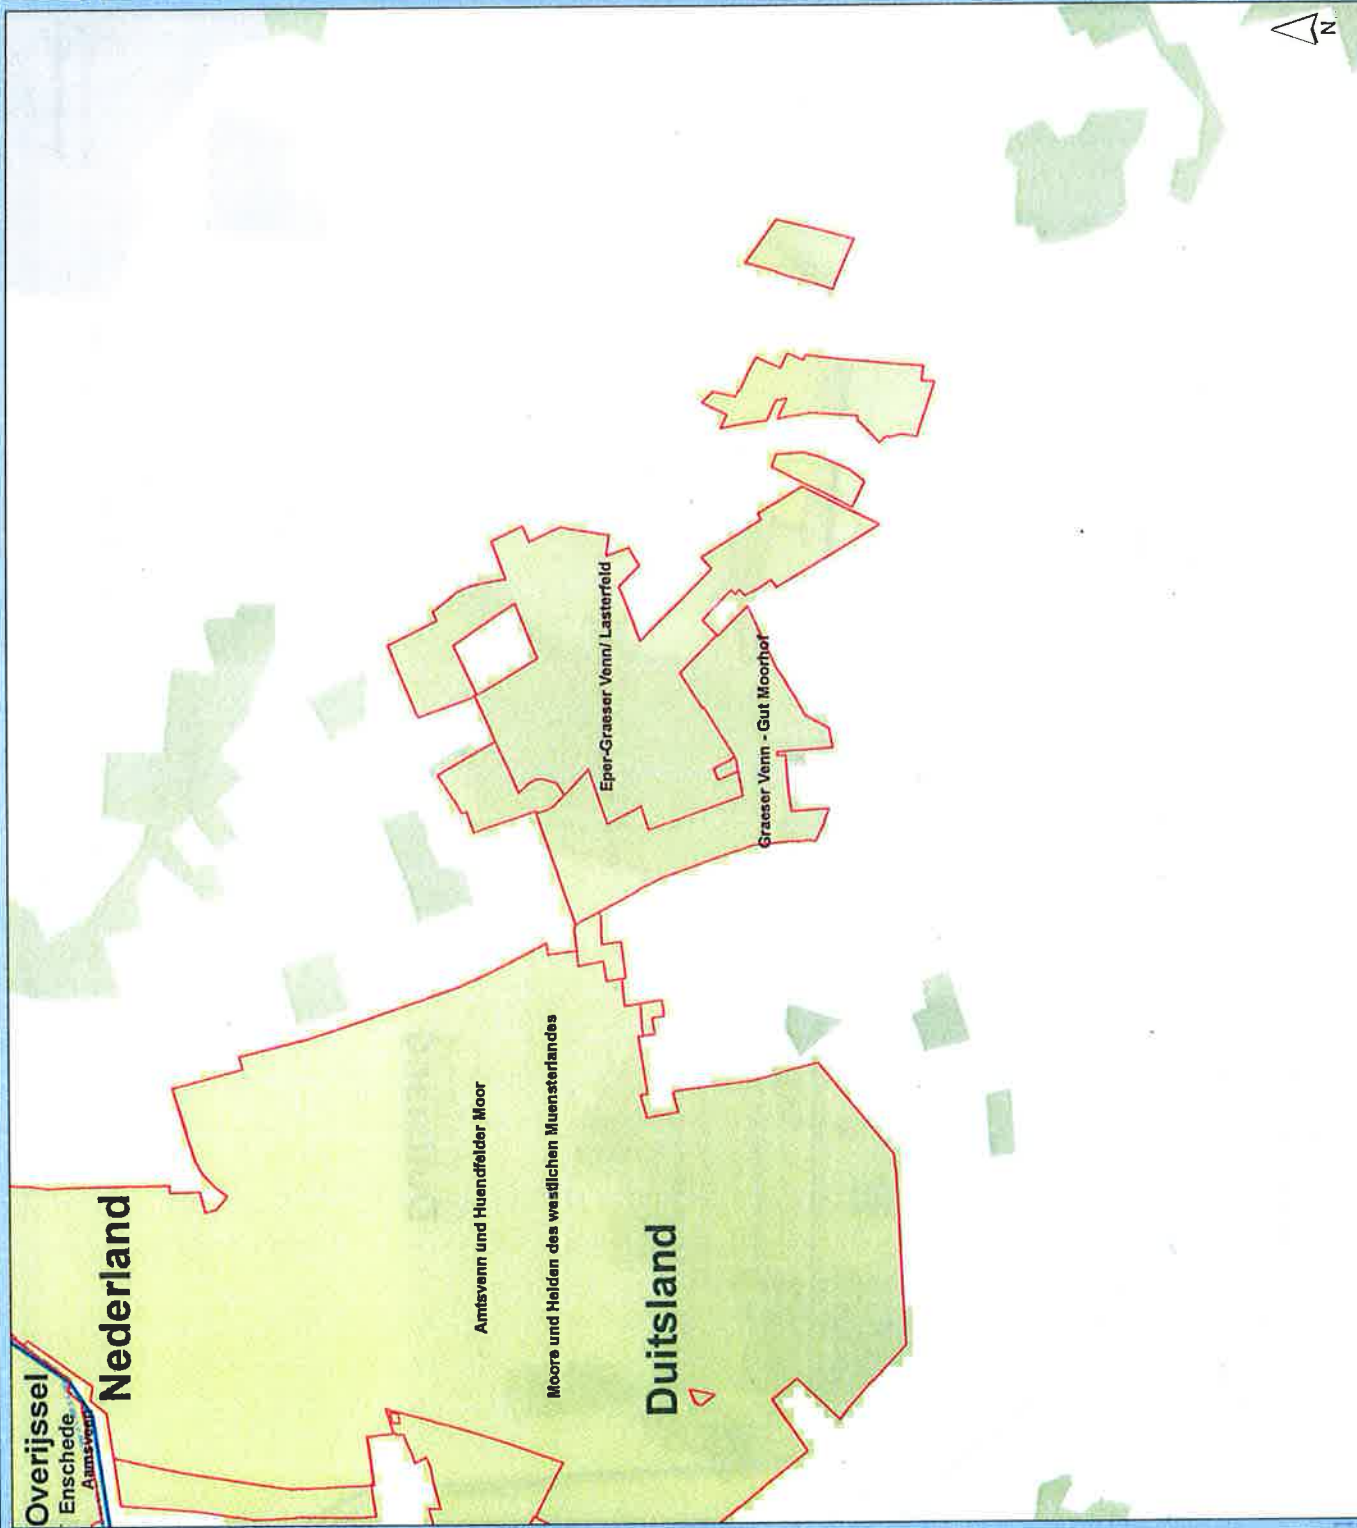 Overijssel
Enschede
Aamsveen
Nederland
Amtsvenn und Huendfelder Moor
Moore und Heiden des westlichen Muensterlandes
Duitsland
Eper-Graeser Venn/ Lasterfeld
Graeser Venn - Gut Moorhof
N